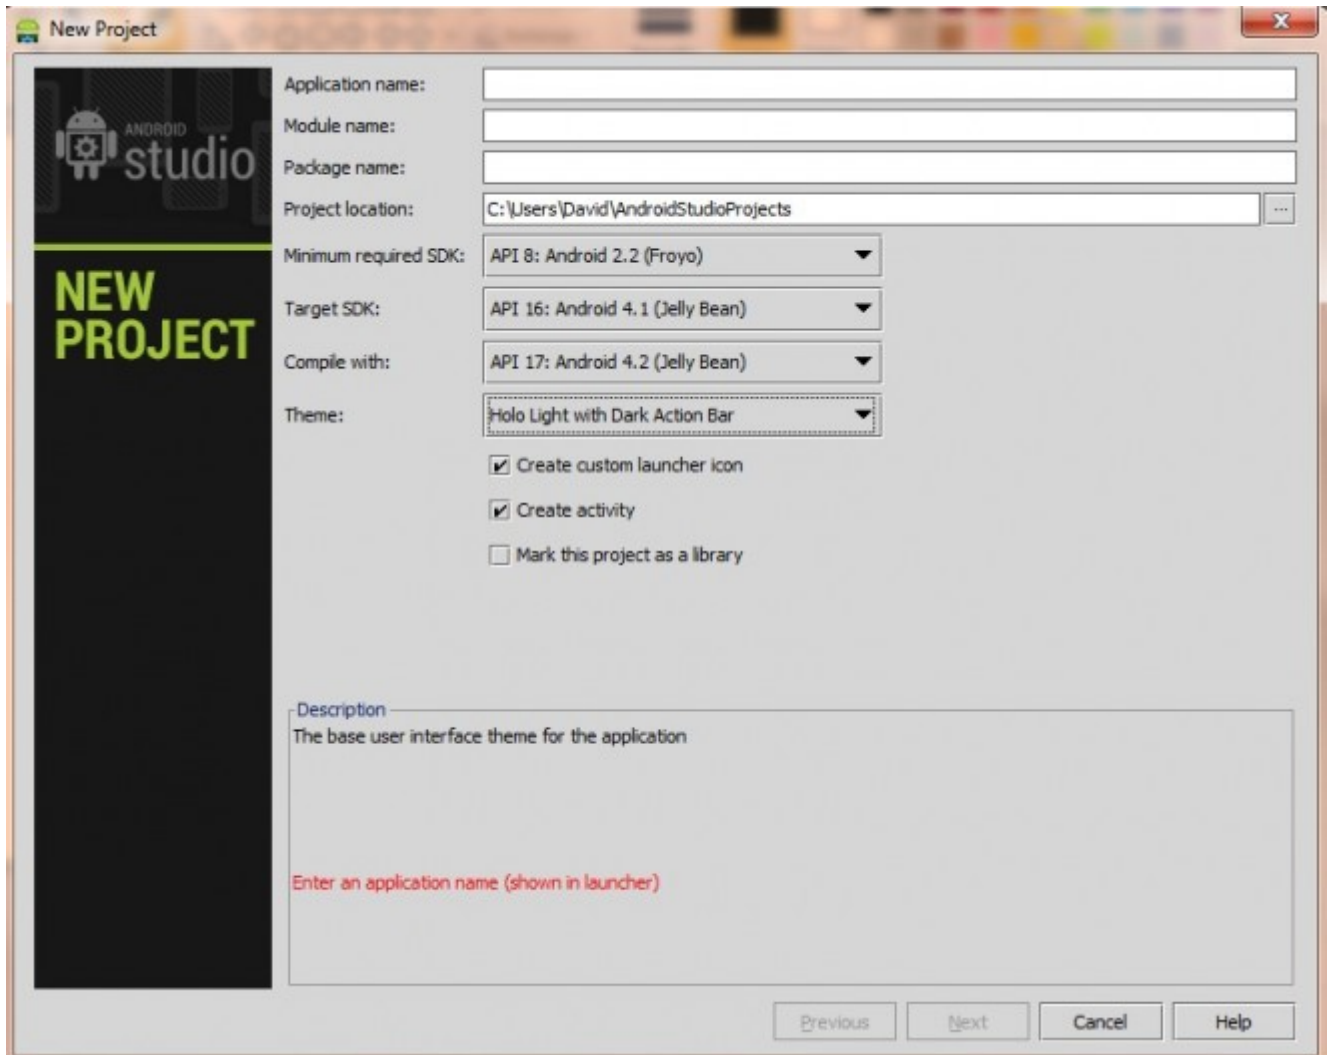 New Project
ANDROID
studio
NEW
PROJECT
Application name:
Module name:
Package name:
Project location: C:\Users\David\AndroidStudioProjects ...
Minimum required SDK: API 8: Android 2.2 (Froyo)
Target SDK: API 16: Android 4.1 (Jelly Bean)
Compile with: API 17: Android 4.2 (Jelly Bean)
Theme: Holo Light with Dark Action Bar
Create custom launcher icon
Create activity
Mark this project as a library
Description
The base user interface theme for the application
Enter an application name (shown in launcher)
Previous Next Cancel Help